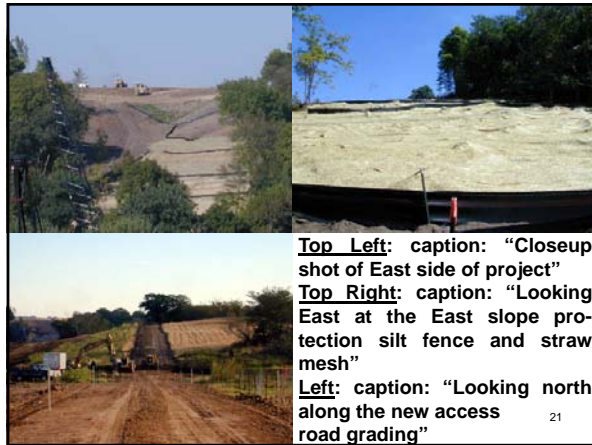 Top Left: caption: “Closeup
shot of East side of project”
Top Right: caption: “Looking
East at the East slope pro-
tection silt fence and straw
mesh”
Left: caption: “Looking north
along the new access
road grading”
21